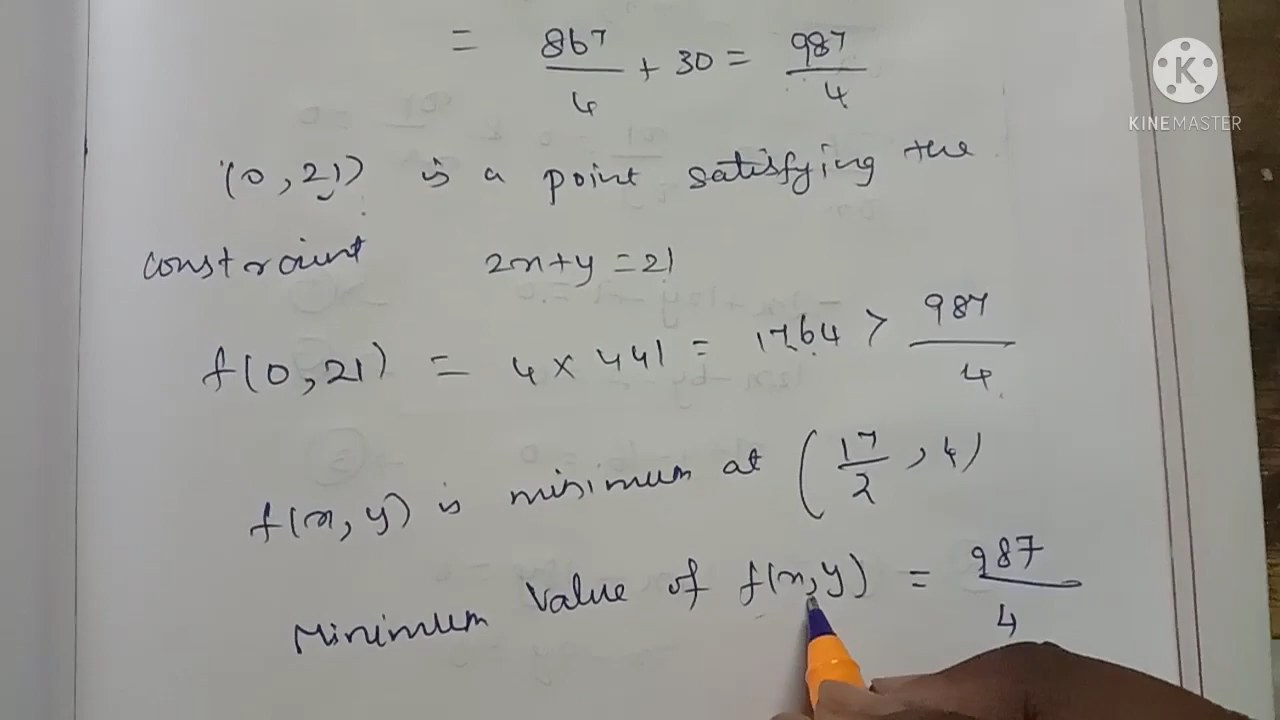 = 867/4 + 30 = 987/4
KINEMASTER
(0, 21) is a point satisfying the
constraint 2x+y = 21
f(0, 21) = 4 x 441 = 1764 > 987/4
f(x, y) is minimum at (17/2, 4)
Minimum value of f(x,y) = 987/4